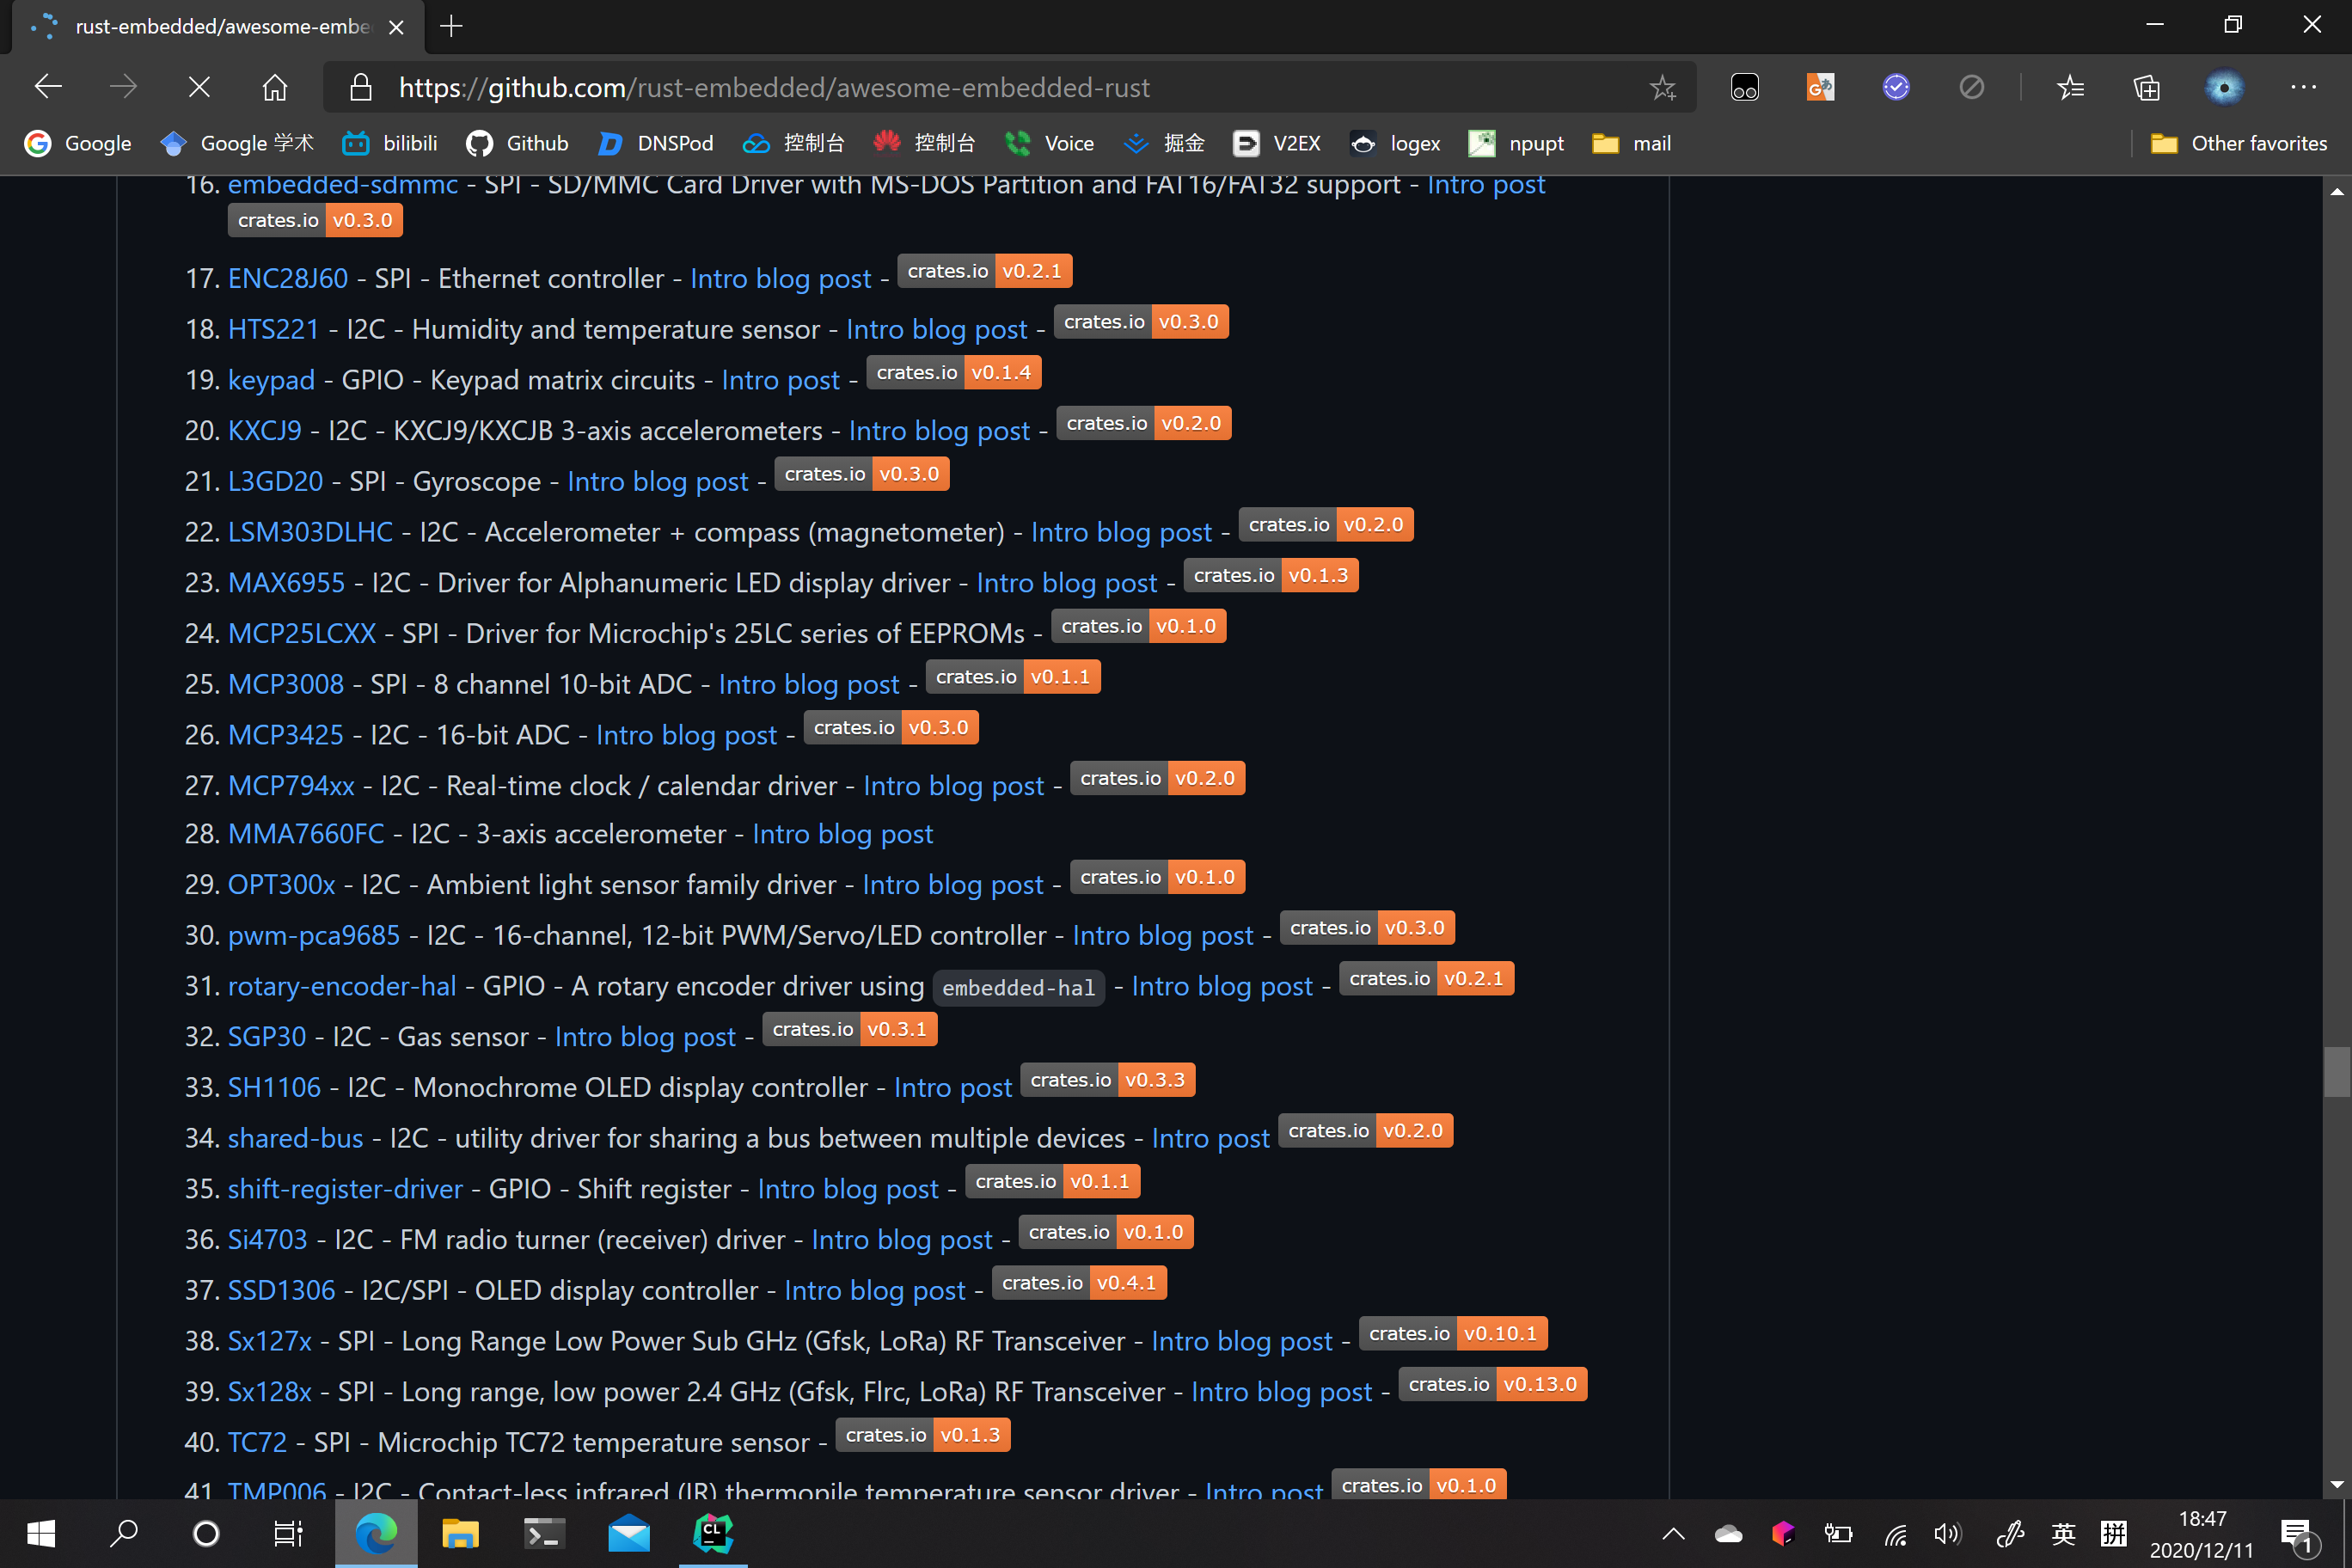 rust-embedded/awesome-embe
https://github.com/rust-embedded/awesome-embedded-rust
Google Google 学术 bilibili Github DNSPod 控制台 控制台 Voice 掘金 V2EX logex npupt mail Other favorites
16. embedded-sdmmc - SPI - SD/MMC Card Driver with MS-DOS Partition and FAT16/FAT32 support - Intro post
crates.io v0.3.0
17. ENC28J60 - SPI - Ethernet controller - Intro blog post - crates.io v0.2.1
18. HTS221 - I2C - Humidity and temperature sensor - Intro blog post - crates.io v0.3.0
19. keypad - GPIO - Keypad matrix circuits - Intro post - crates.io v0.1.4
20. KXCJ9 - I2C - KXCJ9/KXCJB 3-axis accelerometers - Intro blog post - crates.io v0.2.0
21. L3GD20 - SPI - Gyroscope - Intro blog post - crates.io v0.3.0
22. LSM303DLHC - I2C - Accelerometer + compass (magnetometer) - Intro blog post - crates.io v0.2.0
23. MAX6955 - I2C - Driver for Alphanumeric LED display driver - Intro blog post - crates.io v0.1.3
24. MCP25LCXX - SPI - Driver for Microchip's 25LC series of EEPROMs - crates.io v0.1.0
25. MCP3008 - SPI - 8 channel 10-bit ADC - Intro blog post - crates.io v0.1.1
26. MCP3425 - I2C - 16-bit ADC - Intro blog post - crates.io v0.3.0
27. MCP794xx - I2C - Real-time clock / calendar driver - Intro blog post - crates.io v0.2.0
28. MMA7660FC - I2C - 3-axis accelerometer - Intro blog post
29. OPT300x - I2C - Ambient light sensor family driver - Intro blog post - crates.io v0.1.0
30. pwm-pca9685 - I2C - 16-channel, 12-bit PWM/Servo/LED controller - Intro blog post - crates.io v0.3.0
31. rotary-encoder-hal - GPIO - A rotary encoder driver using embedded-hal - Intro blog post - crates.io v0.2.1
32. SGP30 - I2C - Gas sensor - Intro blog post - crates.io v0.3.1
33. SH1106 - I2C - Monochrome OLED display controller - Intro post crates.io v0.3.3
34. shared-bus - I2C - utility driver for sharing a bus between multiple devices - Intro post crates.io v0.2.0
35. shift-register-driver - GPIO - Shift register - Intro blog post - crates.io v0.1.1
36. Si4703 - I2C - FM radio turner (receiver) driver - Intro blog post - crates.io v0.1.0
37. SSD1306 - I2C/SPI - OLED display controller - Intro blog post - crates.io v0.4.1
38. Sx127x - SPI - Long Range Low Power Sub GHz (Gfsk, LoRa) RF Transceiver - Intro blog post - crates.io v0.10.1
39. Sx128x - SPI - Long range, low power 2.4 GHz (Gfsk, Flrc, LoRa) RF Transceiver - Intro blog post - crates.io v0.13.0
40. TC72 - SPI - Microchip TC72 temperature sensor - crates.io v0.1.3
41. TMP006 - I2C - Contact-less infrared (IR) thermopile temperature sensor driver - Intro post crates.io v0.1.0
CL 英 拼 18:47
2020/12/11 1